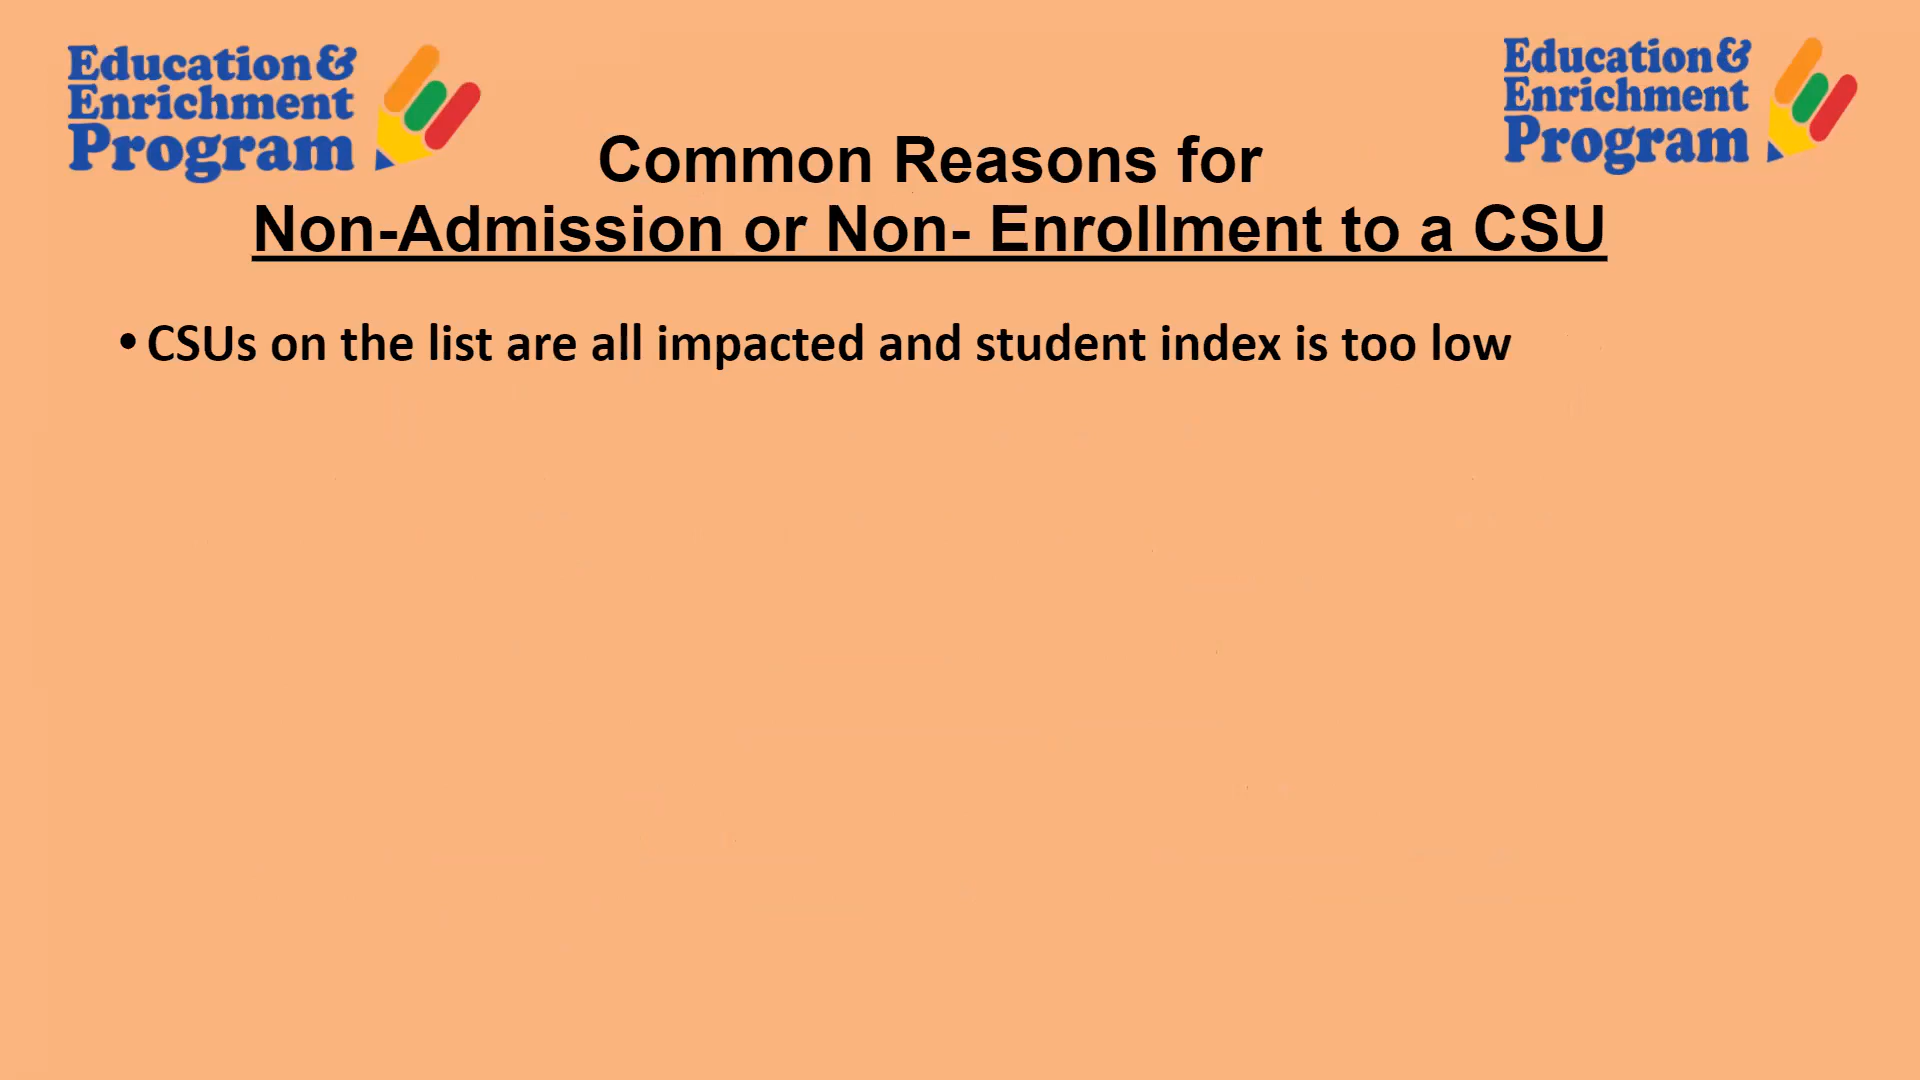 Education&
Enrichment
Program
Education&
Enrichment
Program
Common Reasons for
Non-Admission or Non- Enrollment to a CSU
• CSUs on the list are all impacted and student index is too low